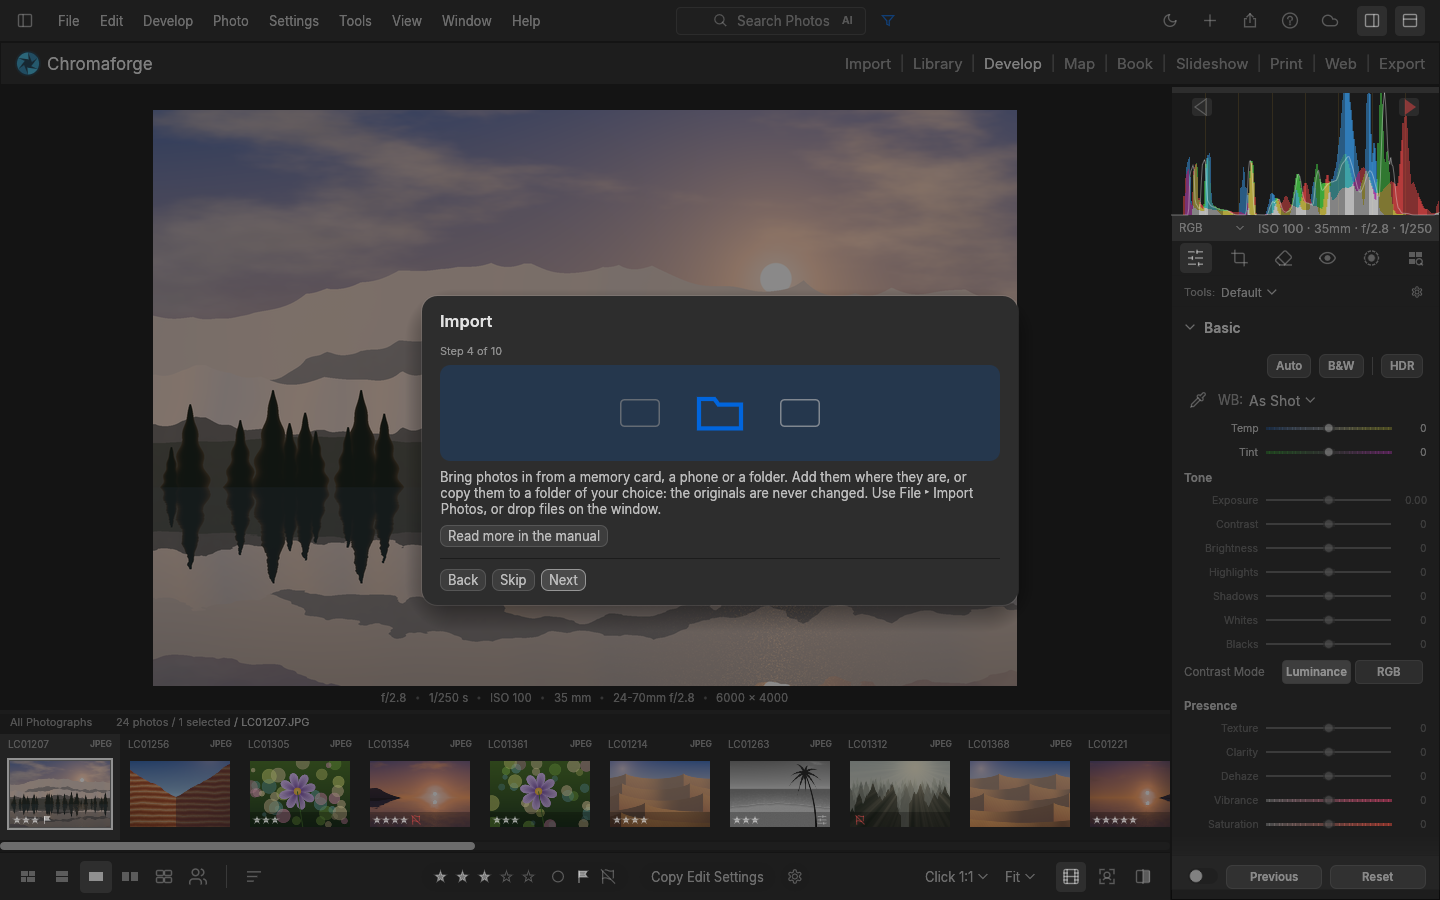 File Edit Develop Photo Settings Tools View Window Help Search Photos AI
Chromaforge Import Library Develop Map Book Slideshow Print Web Export
RGB ISO 100 · 35mm · f/2.8 · 1/250
Tools: Default
Basic
Auto B&W HDR
WB: As Shot
Temp 0
Tint 0
Tone
Exposure 0.00
Contrast 0
Brightness 0
Highlights 0
Shadows 0
Whites 0
Blacks 0
Contrast Mode Luminance RGB
Presence
Texture 0
Clarity 0
Dehaze 0
Vibrance 0
Saturation 0
Previous Reset
Import
Step 4 of 10
Bring photos in from a memory card, a phone or a folder. Add them where they are, or
copy them to a folder of your choice: the originals are never changed. Use File ‣ Import
Photos, or drop files on the window.
Read more in the manual
Back Skip Next
f/2.8 • 1/250 s • ISO 100 • 35 mm • 24-70mm f/2.8 • 6000 × 4000
All Photographs 24 photos / 1 selected / LC01207.JPG
LC01207 JPEG LC01256 JPEG LC01305 JPEG LC01354 JPEG LC01361 JPEG LC01214 JPEG LC01263 JPEG LC01312 JPEG LC01368 JPEG LC01221
Copy Edit Settings Click 1:1 Fit